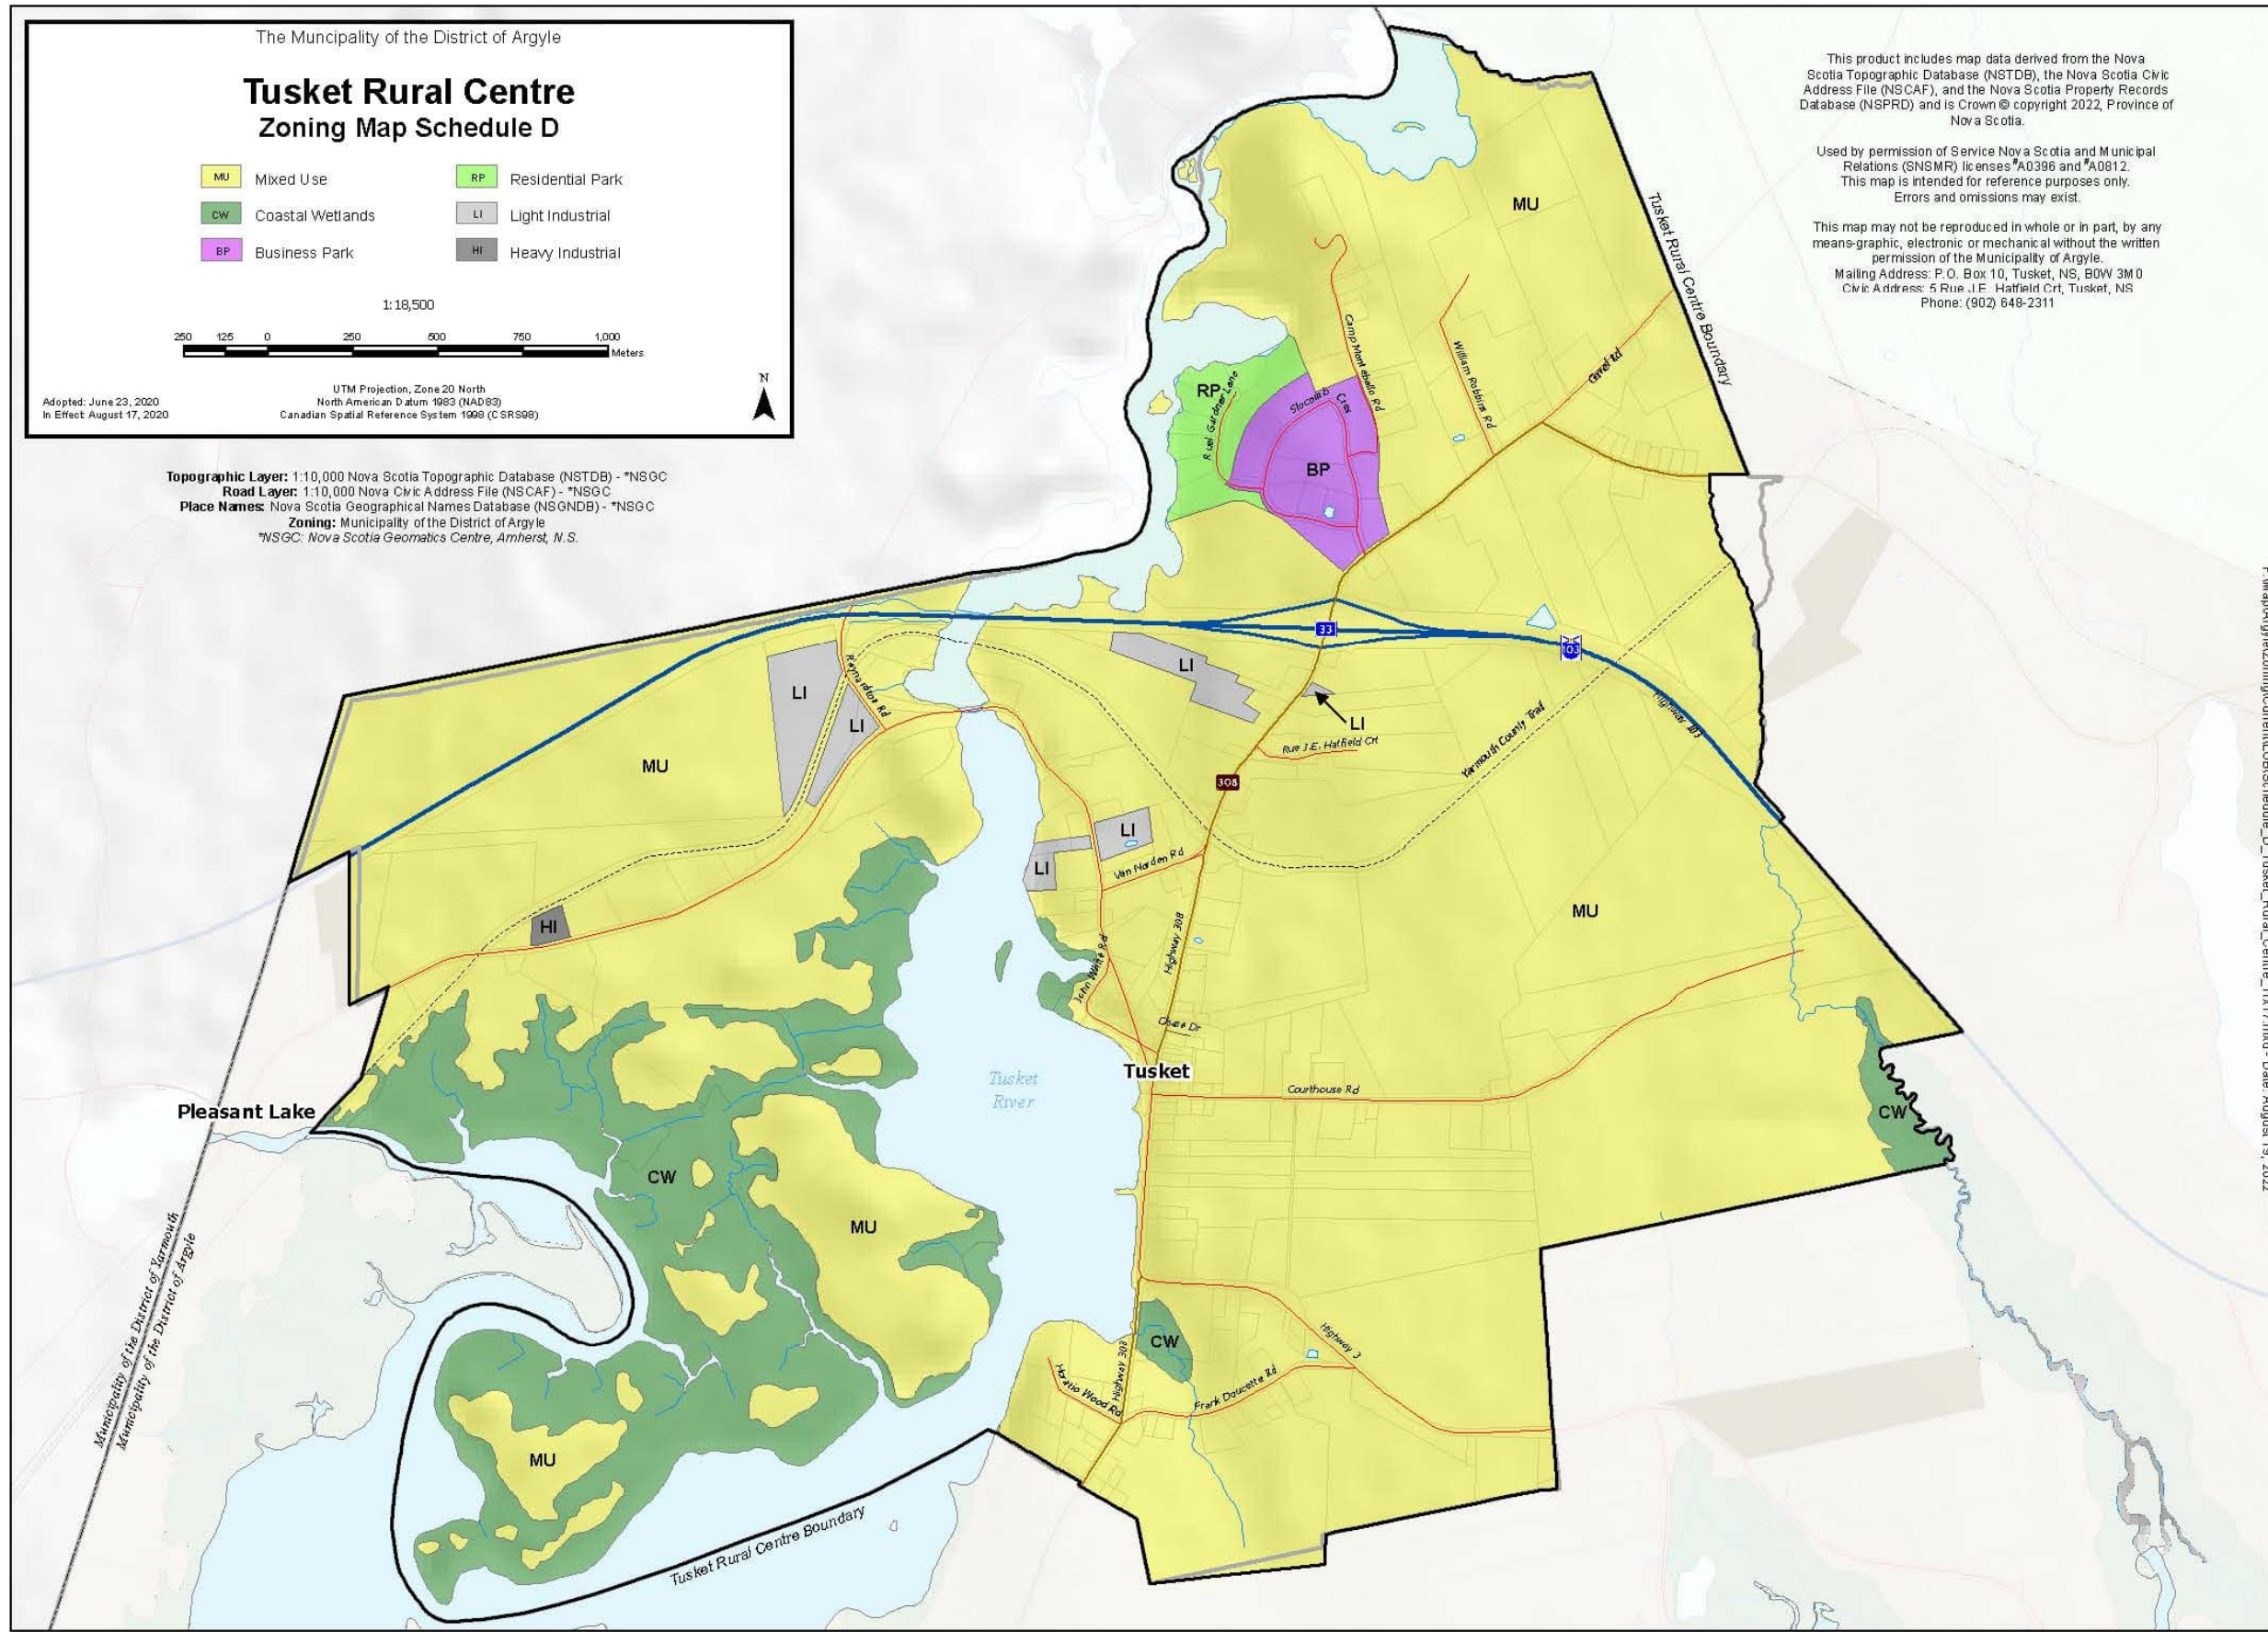 The Muncipality of the District of Argyle
Tusket Rural Centre
Zoning Map Schedule D
MU Mixed Use
CW Coastal Wetlands
BP Business Park
RP Residential Park
LI Light Industrial
HI Heavy Industrial
1:18,500
250 125 0 250 500 750 1,000
Meters
Adopted: June 23, 2020
In Effect: August 17, 2020
UTM Projection, Zone 20 North
North American Datum 1983 (NAD83)
Canadian Spatial Reference System 1998 (CSRS98)
N
Topographic Layer: 1:10,000 Nova Scotia Topographic Database (NSTDB) - *NSGC
Road Layer: 1:10,000 Nova Civic Address File (NSCAF) - *NSGC
Place Names: Nova Scotia Geographical Names Database (NSGNDB) - *NSGC
Zoning: Municipality of the District of Argyle
*NSGC: Nova Scotia Geomatics Centre, Amherst, N.S.
This product includes map data derived from the Nova
Scotia Topographic Database (NSTDB), the Nova Scotia Civic
Address File (NSCAF), and the Nova Scotia Property Records
Database (NSPRD) and is Crown © copyright 2022, Province of
Nova Scotia.
Used by permission of Service Nova Scotia and Municipal
Relations (SNSMR) licenses #A0396 and #A0812.
This map is intended for reference purposes only.
Errors and omissions may exist.
This map may not be reproduced in whole or in part, by any
means-graphic, electronic or mechanical without the written
permission of the Municipality of Argyle.
Mailing Address: P.O. Box 10, Tusket, NS, B0W 3M0
Civic Address: 5 Rue J.E. Hatfield Crt, Tusket, NS
Phone: (902) 648-2311
MU
Tusket Rural Centre Boundary
Camp Montebello Rd
William Robbins Rd
Gavel Rd
RP
Ruel Gardner Lane
Slocomb Cres
BP
33
103
Highway 103
LI
LI
LI
LI
Raynardton Rd
MU
Rue J.E. Hatfield Crt
Yarmouth County Trail
308
LI
LI
Van Norden Rd
HI
MU
Highway 308
John White Rd
Chase Dr
Tusket
Tusket
River
Courthouse Rd
Pleasant Lake
CW
CW
MU
Municipality of the District of Yarmouth
Municipality of the District of Argyle
CW
Highway 3
Highway 308
Horatio Wood Rd
Frank Doucette Rd
MU
Tusket Rural Centre Boundary